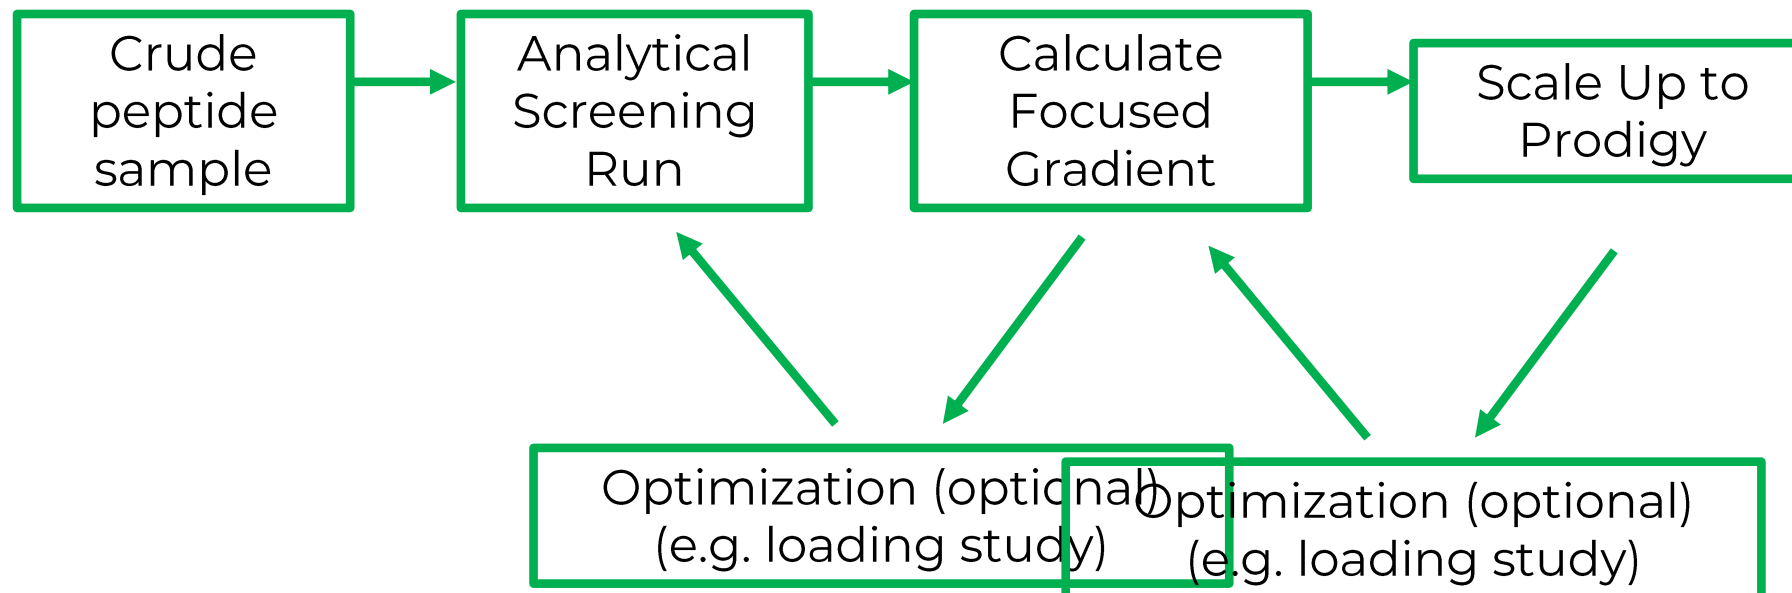 Crude
peptide
sample
Analytical
Screening
Run
Calculate
Focused
Gradient
Scale Up to
Prodigy
Optimization (optional)
(e.g. loading study)
Optimization (optional)
(e.g. loading study)